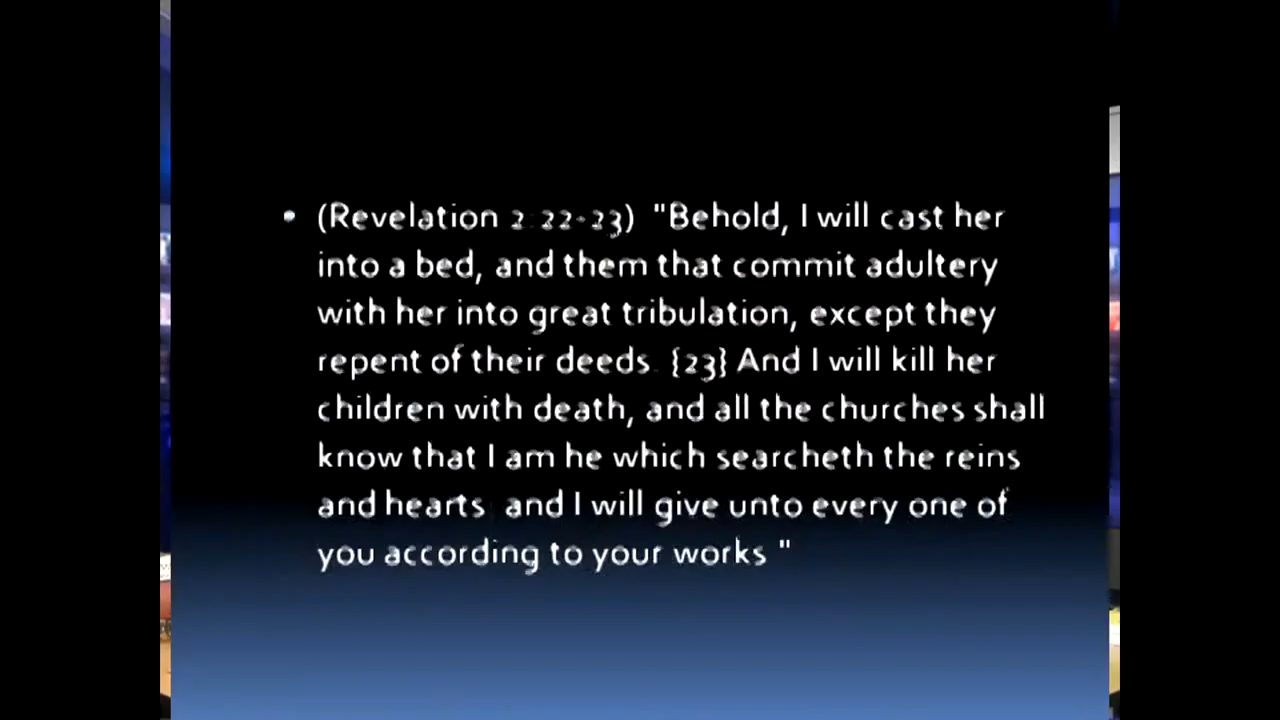 • (Revelation 2:22-23) "Behold, I will cast her
into a bed, and them that commit adultery
with her into great tribulation, except they
repent of their deeds. {23} And I will kill her
children with death, and all the churches shall
know that I am he which searcheth the reins
and hearts: and I will give unto every one of
you according to your works."